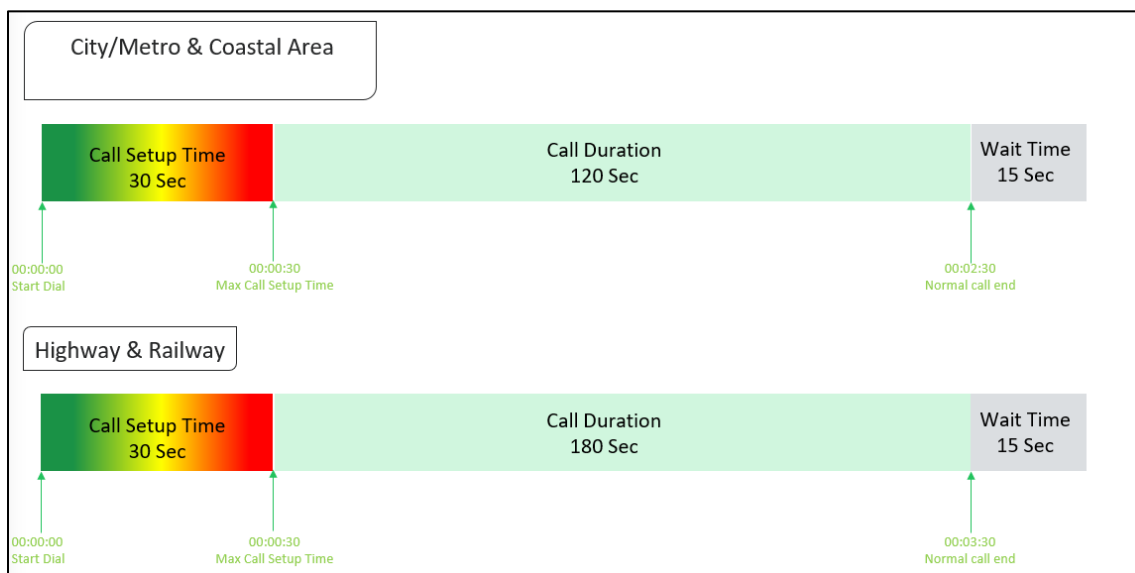 City/Metro & Coastal Area
Call Setup Time
30 Sec
Call Duration
120 Sec
Wait Time
15 Sec
00:00:00
Start Dial
00:00:30
Max Call Setup Time
00:02:30
Normal call end
Highway & Railway
Call Setup Time
30 Sec
Call Duration
180 Sec
Wait Time
15 Sec
00:00:00
Start Dial
00:00:30
Max Call Setup Time
00:03:30
Normal call end